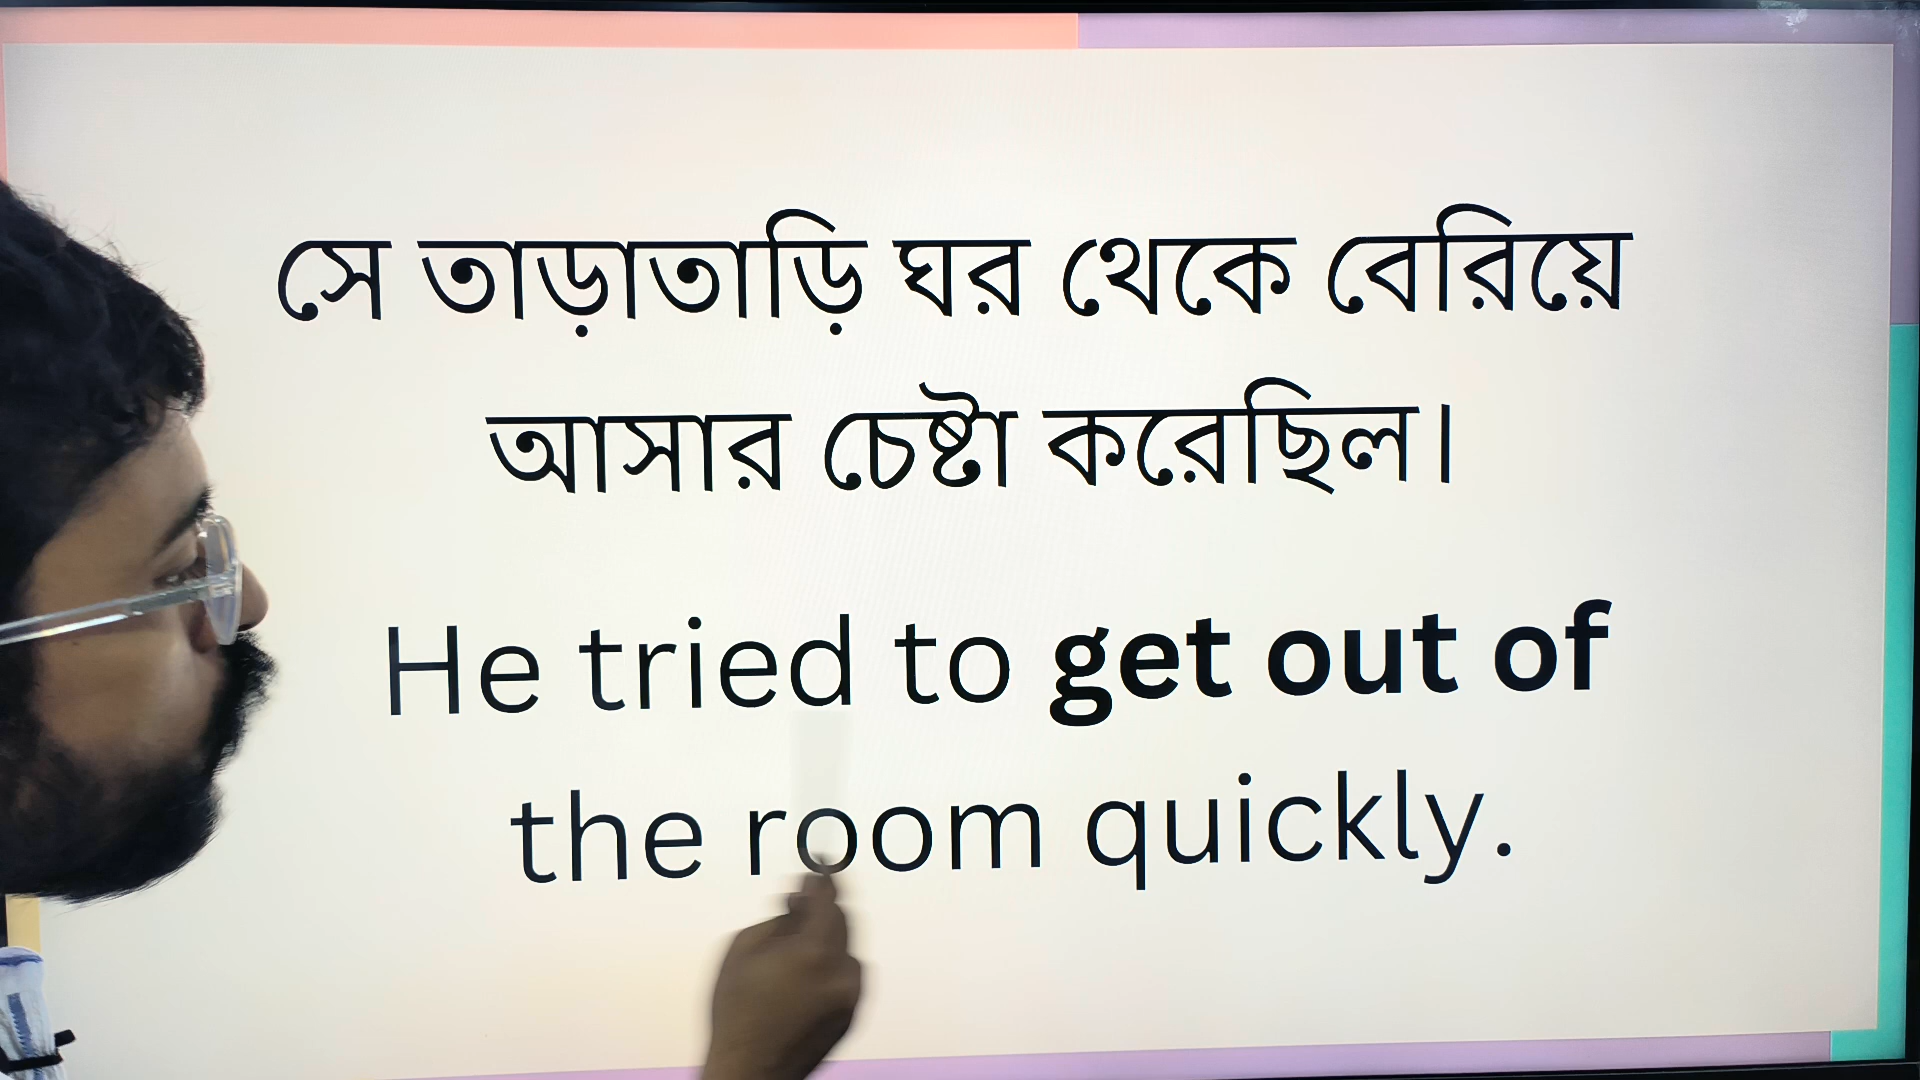 সে তাড়াতাড়ি ঘর থেকে বেরিয়ে
আসার চেষ্টা করেছিল।
He tried to get out of
the room quickly.